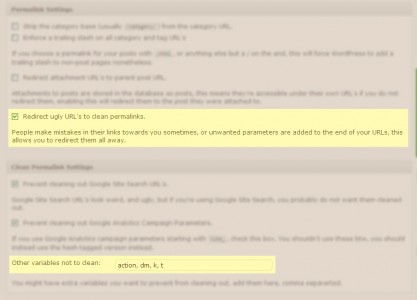 Permalink Settings
Strip the category base (usually /category/) from the category URL.
Enforce a trailing slash on all category and tag URL's
If you choose a permalink for your posts with .html, or anything else but a / on the end, this will force WordPress to add a
trailing slash to non-post pages nonetheless.
Redirect attachment URL's to parent post URL.
Attachments to posts are stored in the database as posts, this means they're accessible under their own URL's if you do not
redirect them, enabling this will redirect them to the post they were attached to.
Redirect ugly URL's to clean permalinks.
People make mistakes in their links towards you sometimes, or unwanted parameters are added to the end of your URLs, this
allows you to redirect them all away.
Clean Permalink Settings
Prevent cleaning out Google Site Search URL's.
Google Site Search URL's look weird, and ugly, but if you're using Google Site Search, you probably do not want them cleaned
out.
Prevent cleaning out Google Analytics Campaign Parameters.
If you use Google Analytics campaign parameters starting with ?utm_, check this box. You shouldn't use these btw, you should
instead use the hash tagged version instead.
Other variables not to clean: action, dm, k, t
You might have extra variables you want to prevent from cleaning out, add them here, comma separated.